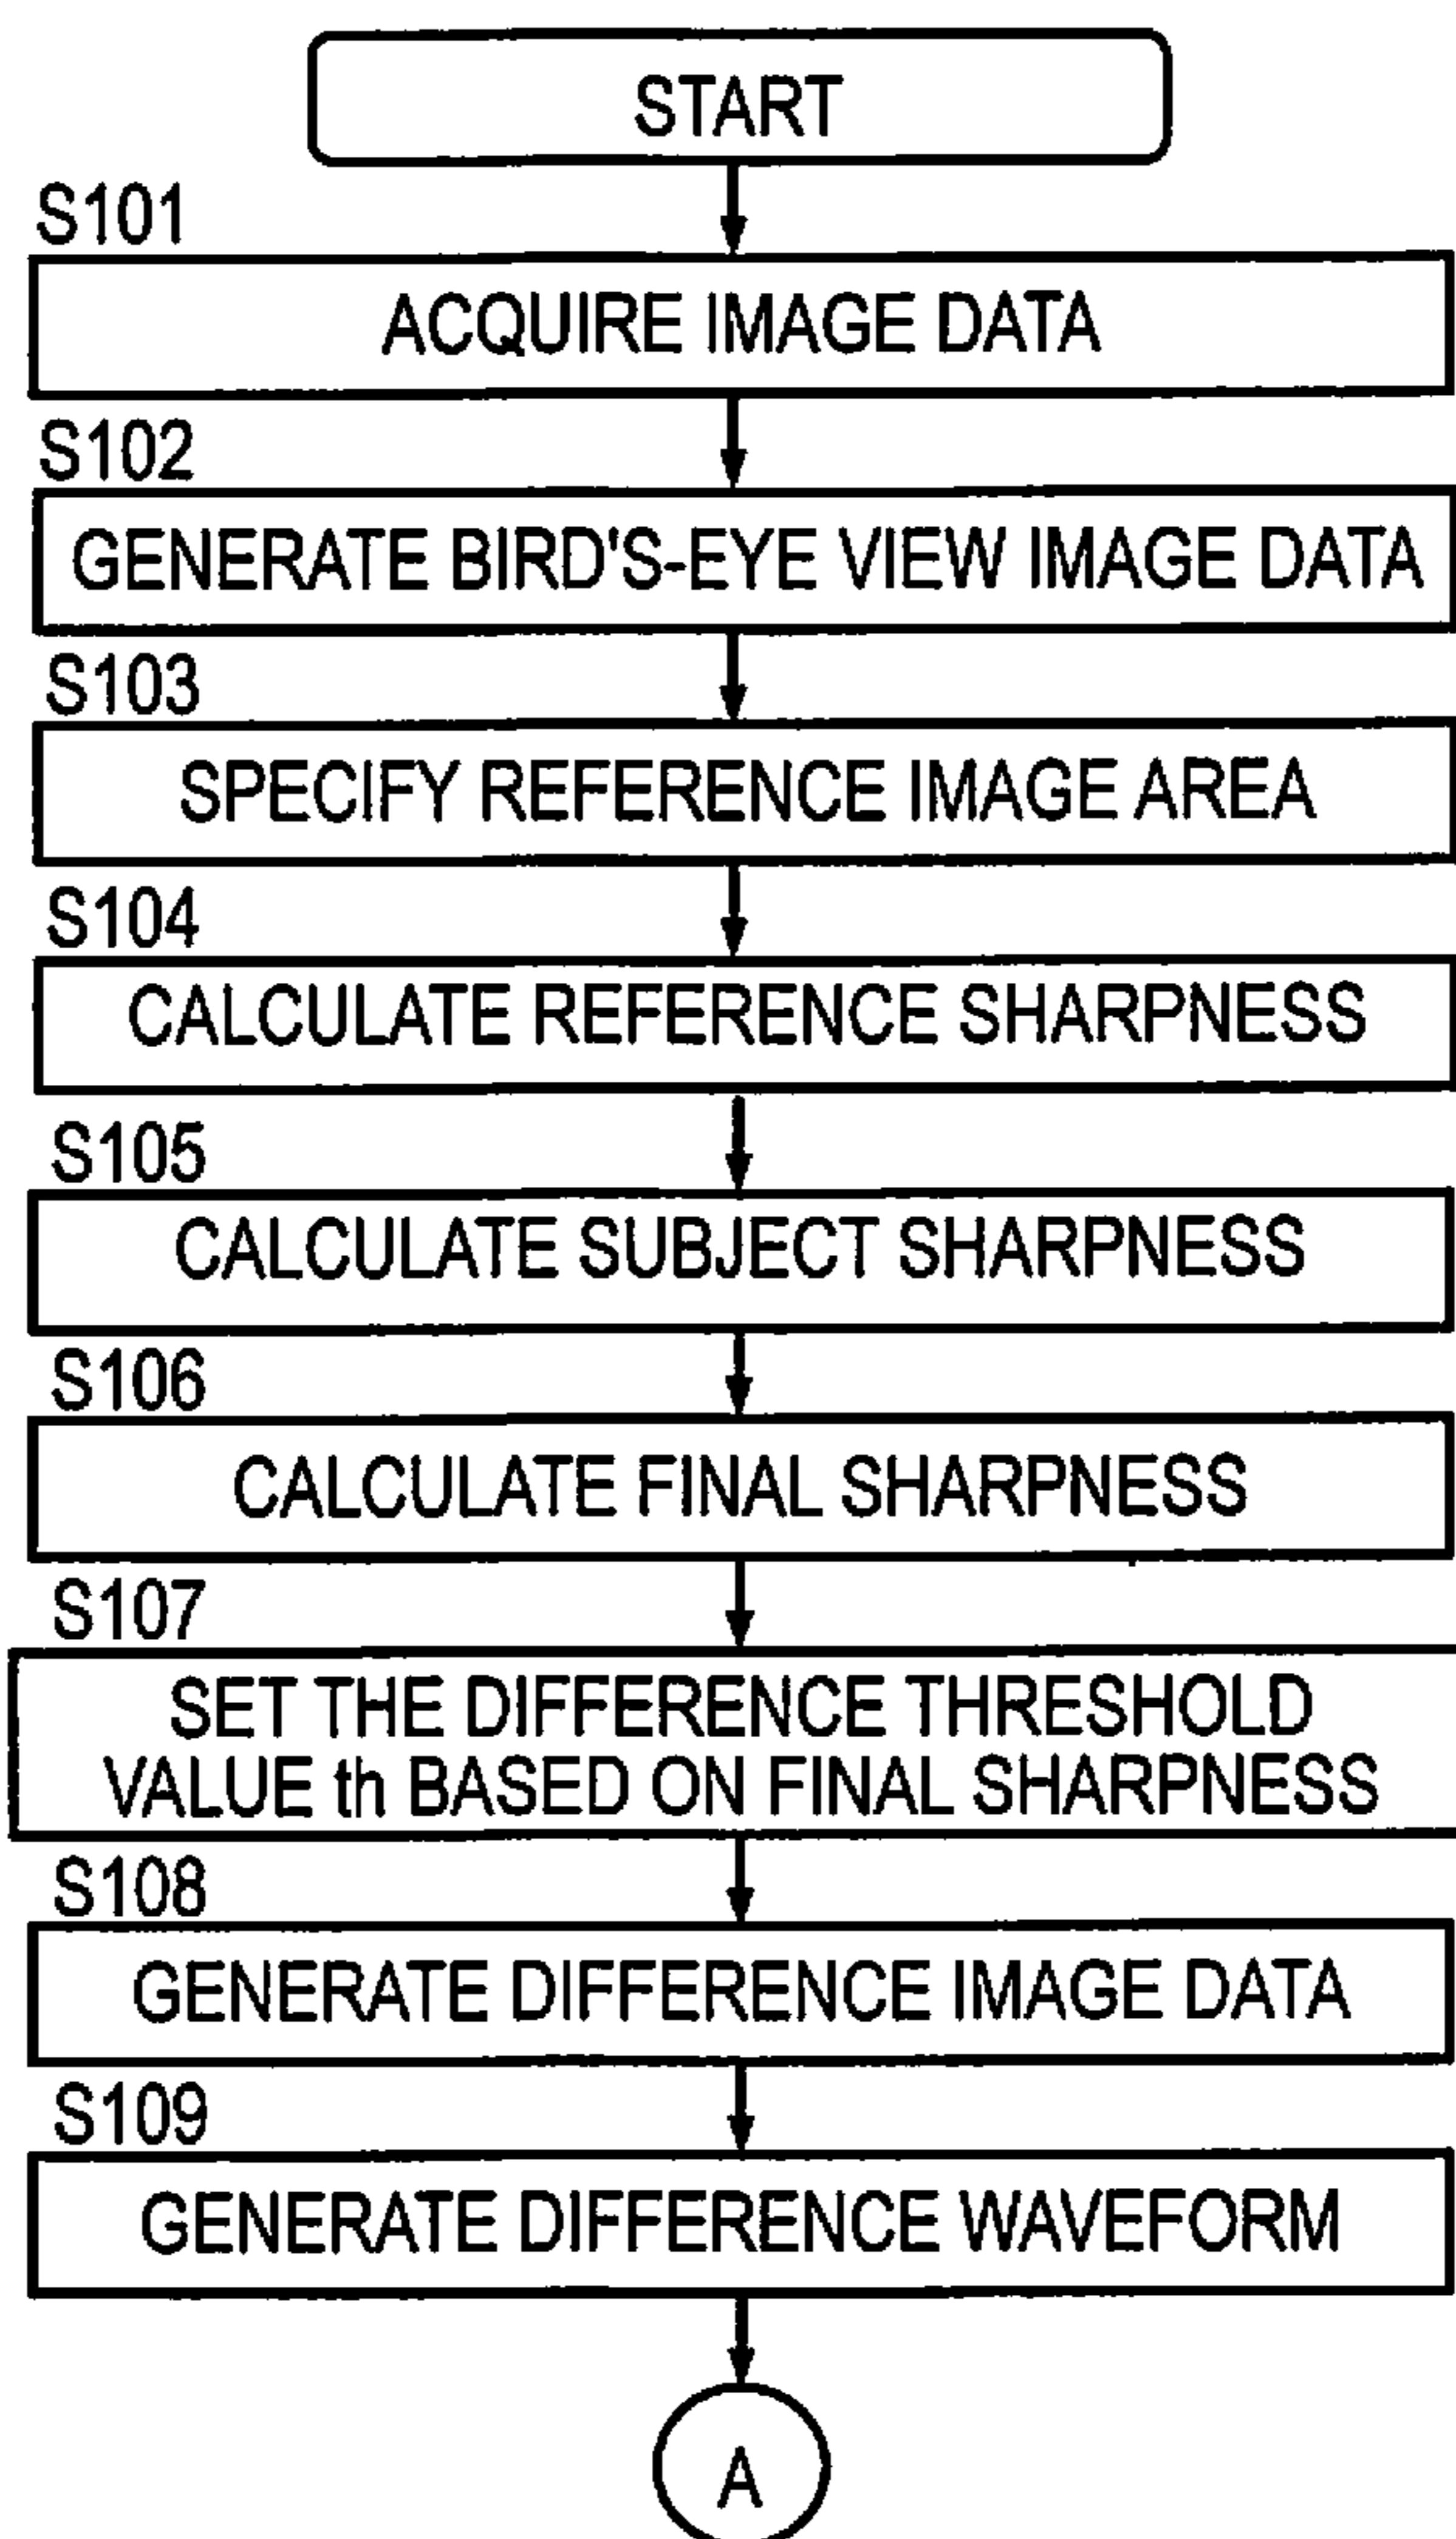 START
S101
ACQUIRE IMAGE DATA
S102
GENERATE BIRD'S-EYE VIEW IMAGE DATA
S103
SPECIFY REFERENCE IMAGE AREA
S104
CALCULATE REFERENCE SHARPNESS
S105
CALCULATE SUBJECT SHARPNESS
S106
CALCULATE FINAL SHARPNESS
S107
SET THE DIFFERENCE THRESHOLD
VALUE th BASED ON FINAL SHARPNESS
S108
GENERATE DIFFERENCE IMAGE DATA
S109
GENERATE DIFFERENCE WAVEFORM
A